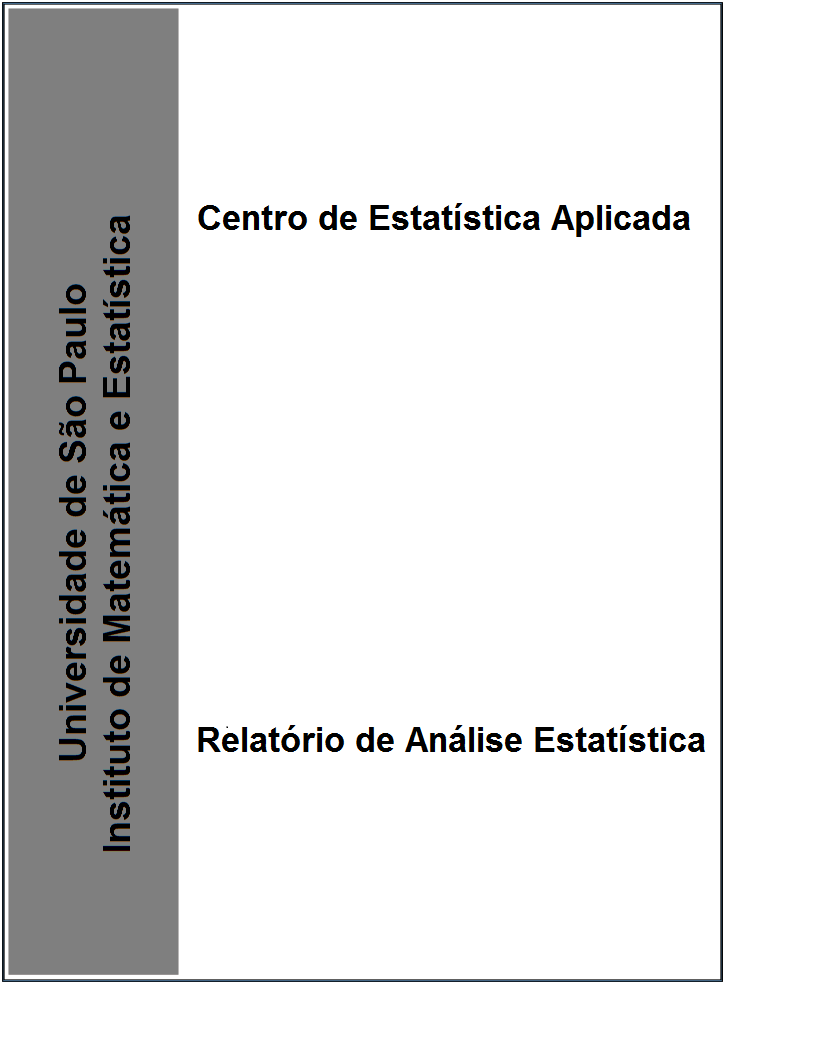 Universidade de São Paulo
Instituto de Matemática e Estatística
Centro de Estatística Aplicada
Relatório de Análise Estatística